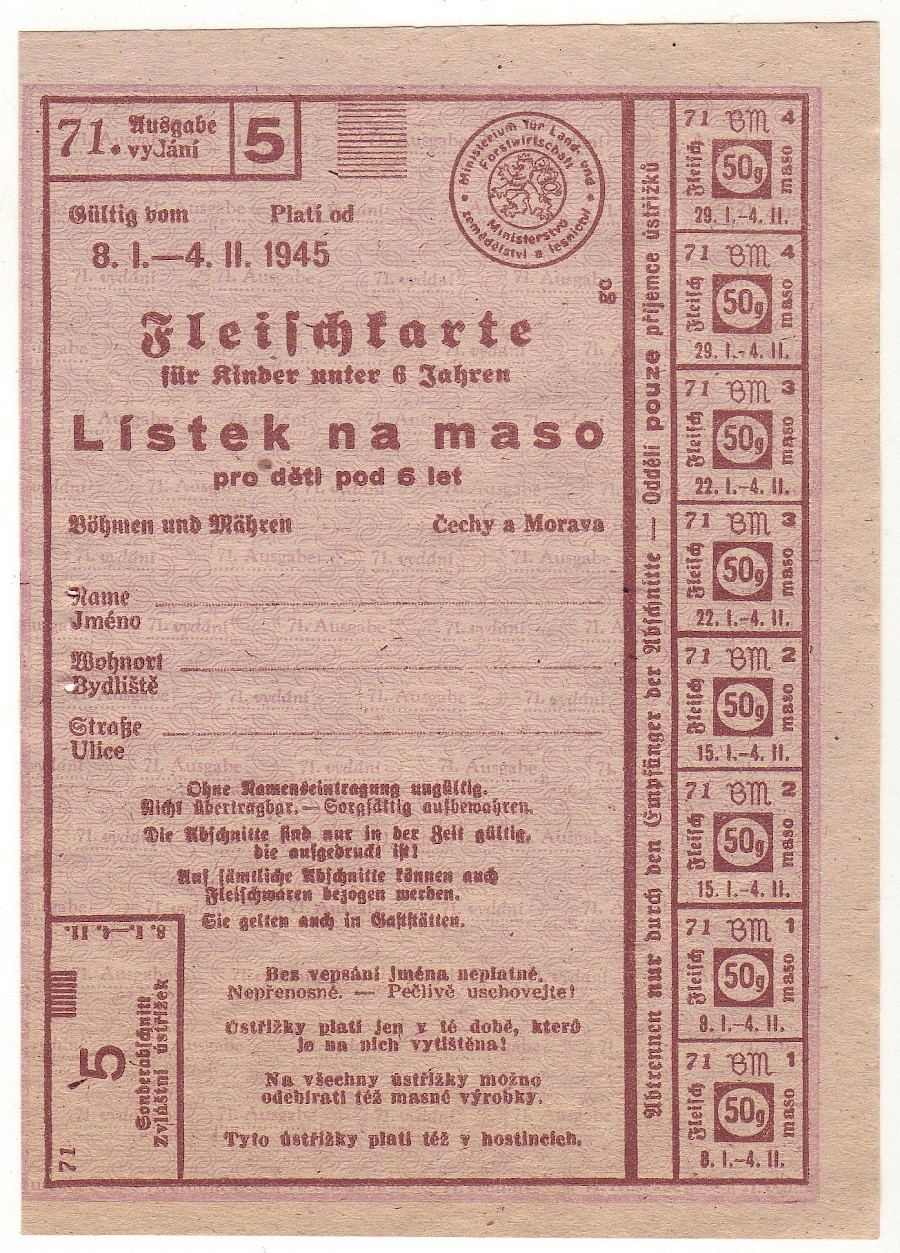 71. Ausgabe
vydání
5
Ministerium für Land- und
Forstwirtschaft
Ministerstvo
zemědělství a lesnictví
Gültig vom Platí od
8. I.—4. II. 1945
gc
Fleischkarte
für Kinder unter 6 Jahren
Lístek na maso
pro děti pod 6 let
Böhmen und Mähren Čechy a Morava
Name
Jméno
Wohnort
Bydliště
Straße
Ulice
Ohne Namenseintragung ungültig.
Nicht übertragbar. — Sorgfältig aufbewahren.
Die Abschnitte sind nur in der Zeit gültig,
die aufgedruckt ist!
Auf sämtliche Abschnitte können auch
Fleischwaren bezogen werden.
Sie gelten auch in Gaststätten.
Bez vepsání jména neplatné.
Nepřenosné. — Pečlivě uschovejte!
Ústřižky platí jen v té době, která
je na nich vytištěna!
Na všechny ústřižky možno
odebírati též masné výrobky.
Tyto ústřižky platí též v hostincích.
8. I.—4. II.
5
Sonderabschnitt
Zvláštní ústřižek
71
Abtrennen nur durch den Empfänger der Abschnitte — Oddělí pouze příjemce ústřižků
71 BM 4
Fleisch 50g maso
29. I.-4. II.
71 BM 4
Fleisch 50g maso
29. I.-4. II.
71 BM 3
Fleisch 50g maso
22. I.-4. II.
71 BM 3
Fleisch 50g maso
22. I.-4. II.
71 BM 2
Fleisch 50g maso
15. I.-4. II.
71 BM 2
Fleisch 50g maso
15. I.-4. II.
71 BM 1
Fleisch 50g maso
8. I.-4. II.
71 BM 1
Fleisch 50g maso
8. I.-4. II.